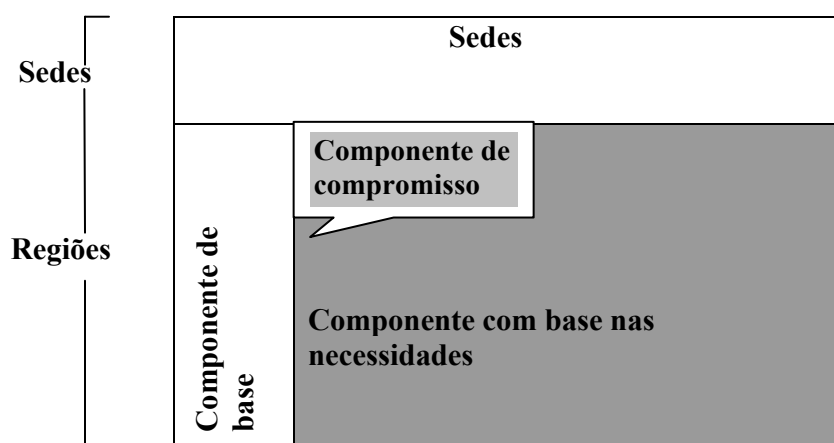 Sedes
Sedes
Componente de
compromisso
Regiões
Componente de
base
Componente com base nas
necessidades